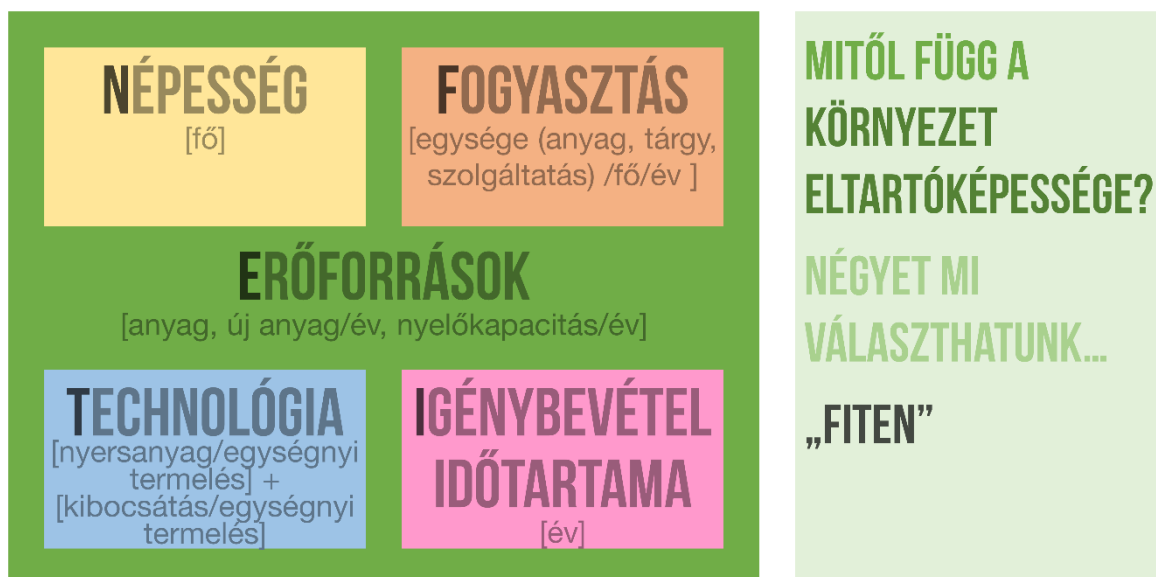 NÉPESSÉG
[fő]
FOGYASZTÁS
[egysége (anyag, tárgy,
szolgáltatás) /fő/év ]
ERŐFORRÁSOK
[anyag, új anyag/év, nyelőkapacitás/év]
TECHNOLÓGIA
[nyersanyag/egységnyi
termelés] +
[kibocsátás/egységnyi
termelés]
IGÉNYBEVÉTEL
IDŐTARTAMA
[év]
MITŐL FÜGG A
KÖRNYEZET
ELTARTÓKÉPESSÉGE?
NÉGYET MI
VÁLASZTHATUNK...
„FITEN”